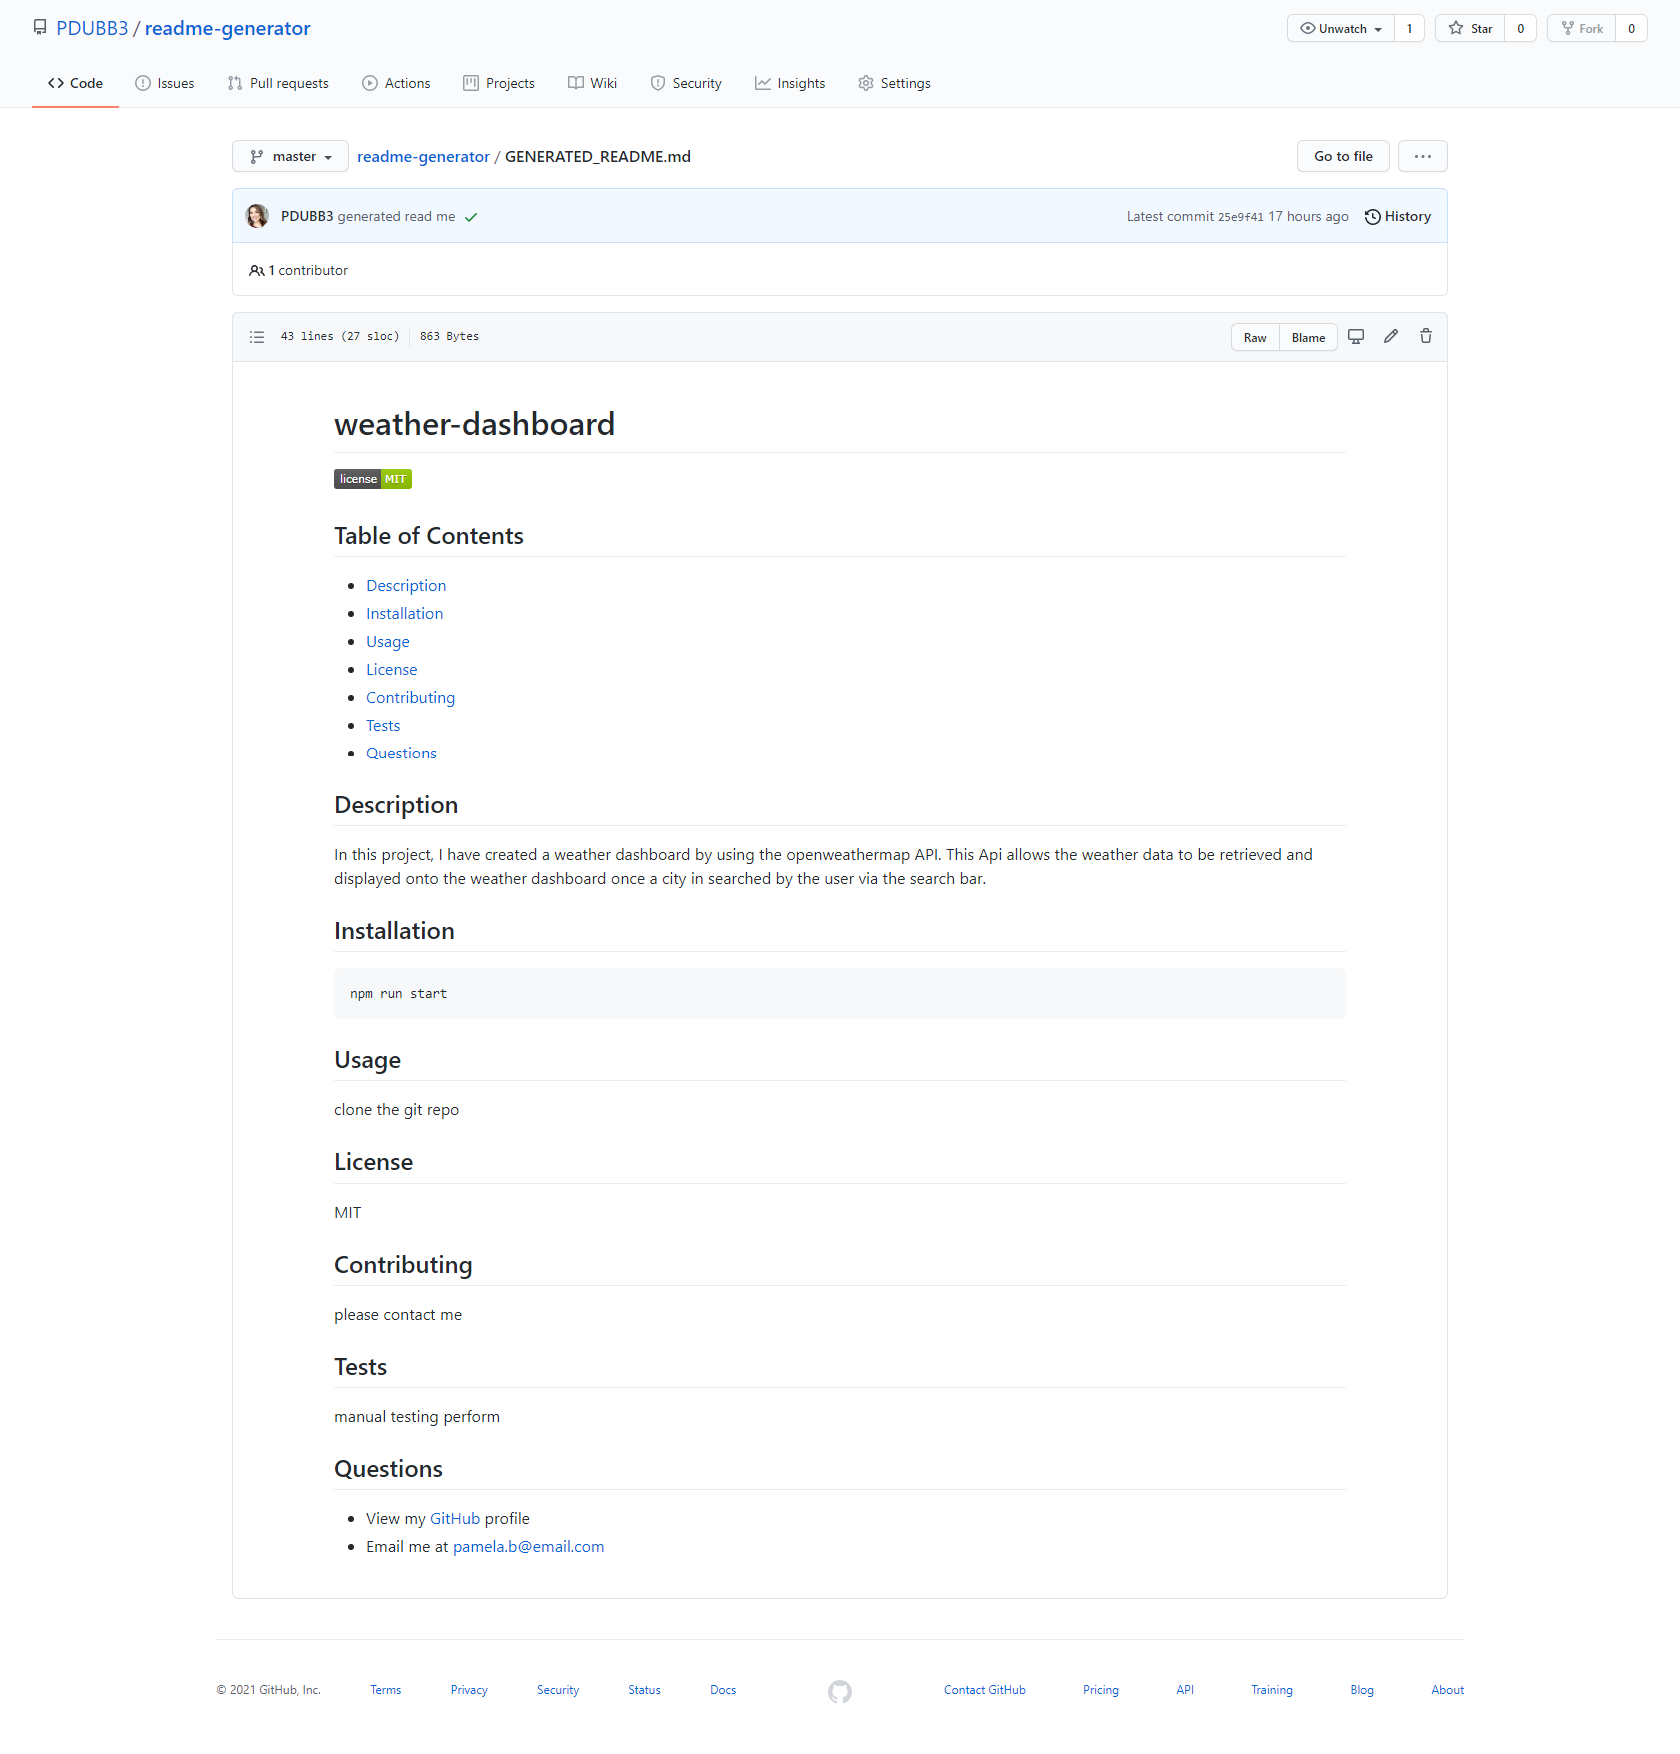 PDUBB3 / readme-generator
Unwatch 1 Star 0 Fork 0
Code Issues Pull requests Actions Projects Wiki Security Insights Settings
master readme-generator / GENERATED_README.md Go to file ...
PDUBB3 generated read me Latest commit 25e9f41 17 hours ago History
1 contributor
43 lines (27 sloc) 863 Bytes Raw Blame
weather-dashboard
license MIT
Table of Contents
Description
Installation
Usage
License
Contributing
Tests
Questions
Description
In this project, I have created a weather dashboard by using the openweathermap API. This Api allows the weather data to be retrieved and
displayed onto the weather dashboard once a city in searched by the user via the search bar.
Installation
npm run start
Usage
clone the git repo
License
MIT
Contributing
please contact me
Tests
manual testing perform
Questions
View my GitHub profile
Email me at pamela.b@email.com
© 2021 GitHub, Inc. Terms Privacy Security Status Docs Contact GitHub Pricing API Training Blog About